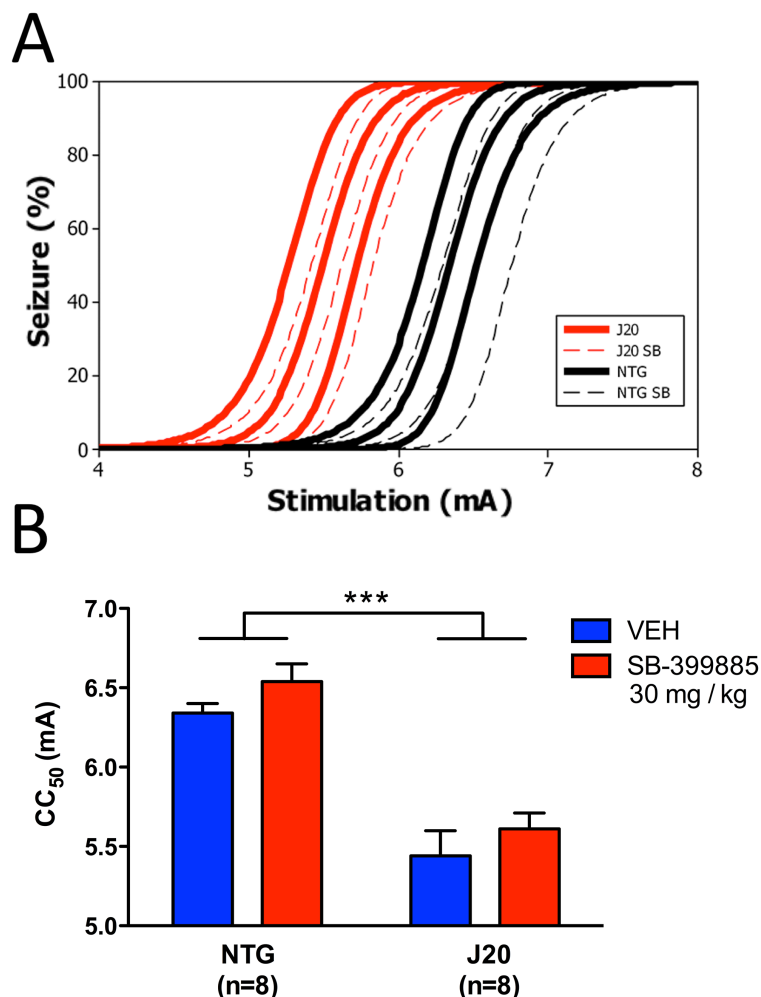 A
100
80
60
40
20
0
Seizure (%)
4 5 6 7 8
Stimulation (mA)
J20
J20 SB
NTG
NTG SB
B
7.0
6.5
6.0
5.5
5.0
CC50 (mA)
***
VEH
SB-399885
30 mg / kg
NTG J20
(n=8) (n=8)